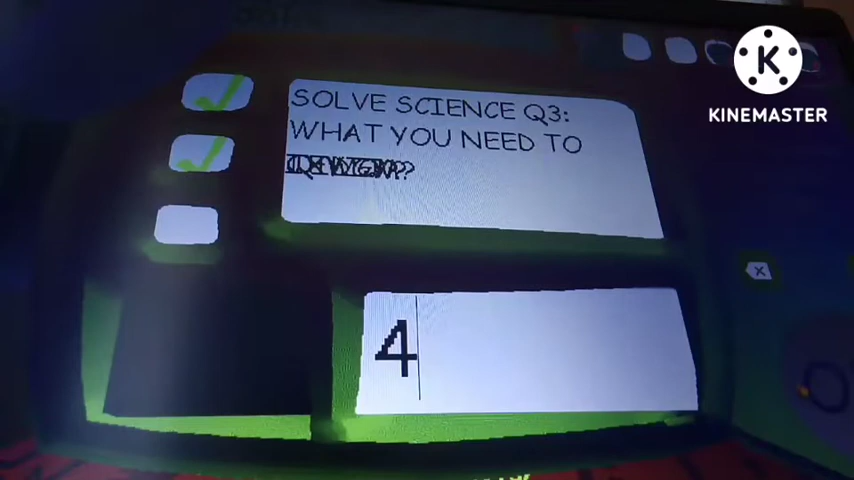 SOLVE SCIENCE Q3:
WHAT YOU NEED TO
4
K
KINEMASTER